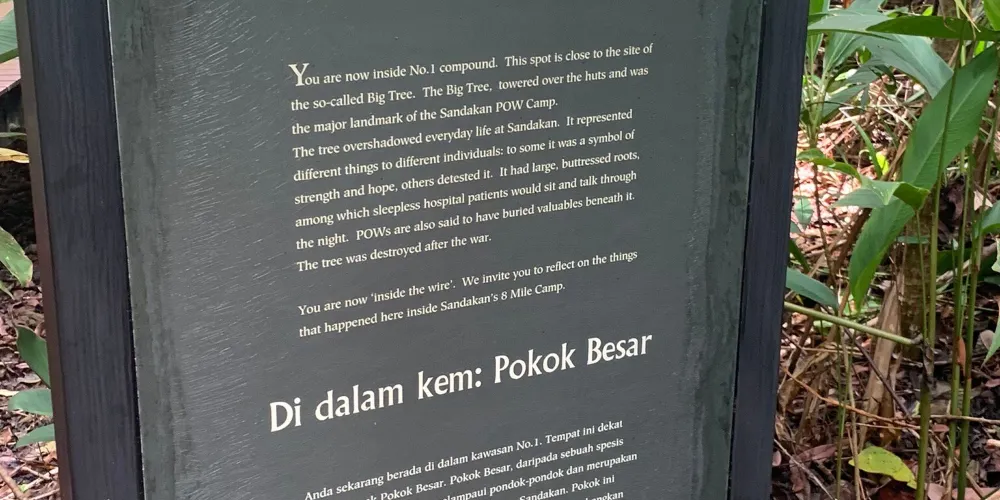 You are now inside No.1 compound. This spot is close to the site of
the so-called Big Tree. The Big Tree, towered over the huts and was
the major landmark of the Sandakan POW Camp.
The tree overshadowed everyday life at Sandakan. It represented
different things to different individuals: to some it was a symbol of
strength and hope, others detested it. It had large, buttressed roots,
among which sleepless hospital patients would sit and talk through
the night. POWs are also said to have buried valuables beneath it.
The tree was destroyed after the war.
You are now 'inside the wire'. We invite you to reflect on the things
that happened here inside Sandakan's 8 Mile Camp.
Di dalam kem: Pokok Besar
Anda sekarang berada di dalam kawasan No.1. Tempat ini dekat
Pokok Besar. Pokok Besar, daripada sebuah spesis
pondok-pondok dan merupakan
Sandakan. Pokok ini